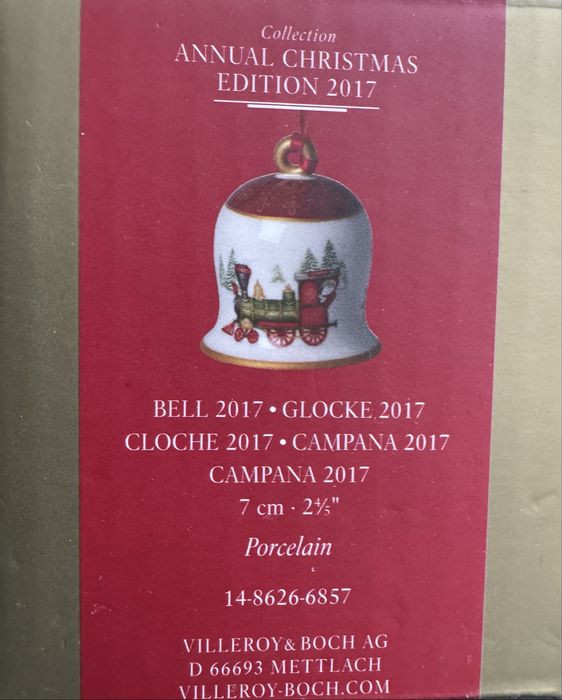 Collection
ANNUAL CHRISTMAS
EDITION 2017
BELL 2017 • GLOCKE 2017
CLOCHE 2017 • CAMPANA 2017
CAMPANA 2017
7 cm · 2⅘"
Porcelain
14-8626-6857
VILLEROY & BOCH AG
D 66693 METTLACH
VILLEROY-BOCH.COM